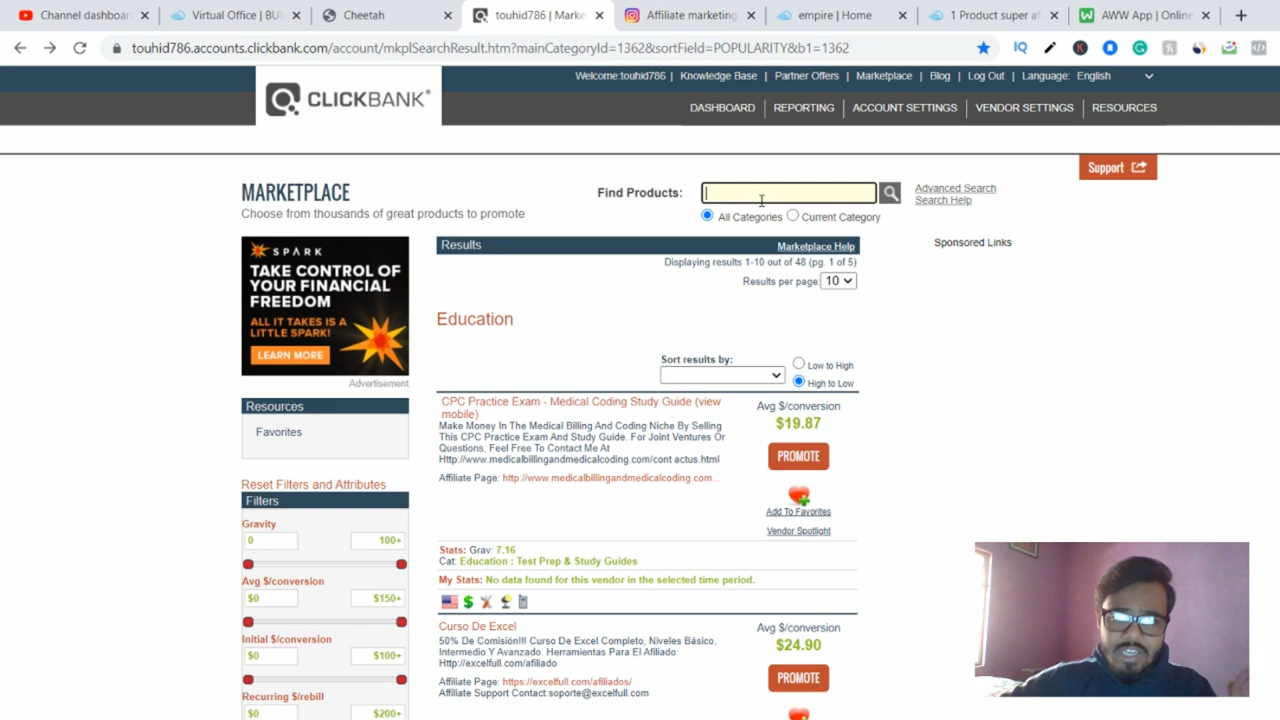 Channel dashboar
Virtual Office | BUI
Cheetah
touhid786 | Marke
Affiliate marketing
empire | Home
1 Product super af
AWW App | Online
touhid786.accounts.clickbank.com/account/mkplSearchResult.htm?mainCategoryId=1362&sortField=POPULARITY&b1=1362
Welcome:touhid786 | Knowledge Base | Partner Offers | Marketplace | Blog | Log Out | Language: English
CLICKBANK®
DASHBOARD | REPORTING | ACCOUNT SETTINGS | VENDOR SETTINGS | RESOURCES
Support
MARKETPLACE
Choose from thousands of great products to promote
Find Products:
Advanced Search
Search Help
All Categories Current Category
SPARK
TAKE CONTROL OF
YOUR FINANCIAL
FREEDOM
ALL IT TAKES IS A
LITTLE SPARK!
LEARN MORE
Advertisement
Resources
Favorites
Reset Filters and Attributes
Filters
Gravity
0 100+
Avg $/conversion
$0 $150+
Initial $/conversion
$0 $100+
Recurring $/rebill
$0 $200+
Results Marketplace Help
Displaying results 1-10 out of 48 (pg. 1 of 5)
Results per page: 10
Education
Sort results by:
Low to High
High to Low
CPC Practice Exam - Medical Coding Study Guide (view
mobile)
Make Money In The Medical Billing And Coding Niche By Selling
This CPC Practice Exam And Study Guide. For Joint Ventures Or
Questions, Feel Free To Contact Me At
Http://www.medicalbillingandmedicalcoding.com/cont actus.html
Affiliate Page: http://www.medicalbillingandmedicalcoding.com...
Avg $/conversion
$19.87
PROMOTE
Add To Favorites
Vendor Spotlight
Stats: Grav: 7.16
Cat: Education : Test Prep & Study Guides
My Stats: No data found for this vendor in the selected time period.
Curso De Excel
50% De Comisión!!! Curso De Excel Completo, Niveles Básico,
Intermedio Y Avanzado. Herramientas Para El Afiliado:
Http://excelfull.com/afiliado
Affiliate Page: https://excelfull.com/afiliados/
Affiliate Support Contact:soporte@excelfull.com
Avg $/conversion
$24.90
PROMOTE
Sponsored Links